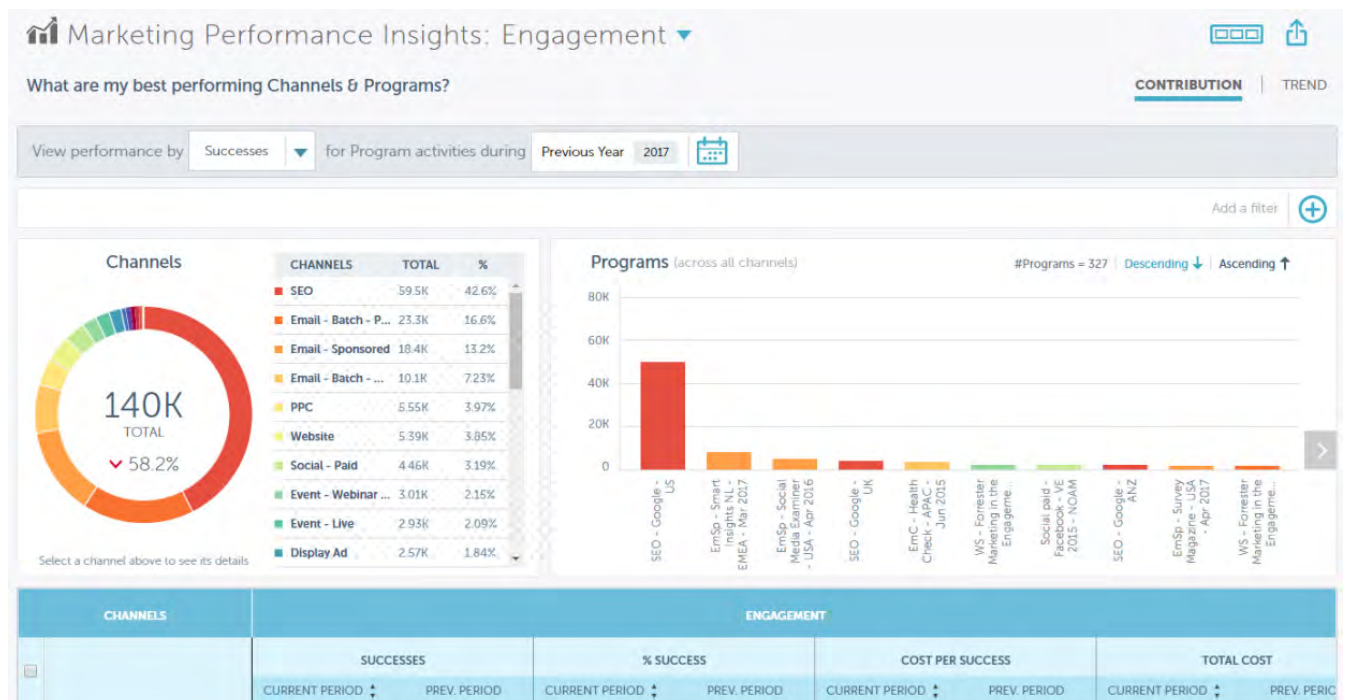 Marketing Performance Insights: Engagement
What are my best performing Channels & Programs?
CONTRIBUTION | TREND
View performance by Successes for Program activities during Previous Year 2017
Add a filter
Channels
140K
TOTAL
58.2%
Select a channel above to see its details
CHANNELS TOTAL %
SEO 59.5K 42.6%
Email - Batch - P... 23.3K 16.6%
Email - Sponsored 18.4K 13.2%
Email - Batch - ... 10.1K 7.23%
PPC 5.55K 3.97%
Website 5.39K 3.85%
Social - Paid 4.46K 3.19%
Event - Webinar ... 3.01K 2.15%
Event - Live 2.93K 2.09%
Display Ad 2.57K 1.84%
Programs (across all channels)
#Programs = 327 Descending Ascending
80K
60K
40K
20K
0
SEO - Google -
US
EmSp - Smart
Insights NL -
EMEA - Mar 2017
EmSp - Social
Media Examiner
- USA - Apr 2016
SEO - Google -
UK
EmC - Health
Check - APAC -
Jun 2015
WS - Forrester
Marketing in the
Engageme...
Social paid -
Facebook - VE
2015 - NOAM
SEO - Google -
ANZ
EmSp - Survey
Magazine - USA
- Apr 2017
WS - Forrester
Marketing in the
Engageme...
CHANNELS ENGAGEMENT
SUCCESSES % SUCCESS COST PER SUCCESS TOTAL COST
CURRENT PERIOD PREV. PERIOD CURRENT PERIOD PREV. PERIOD CURRENT PERIOD PREV. PERIOD CURRENT PERIOD PREV. PERIC